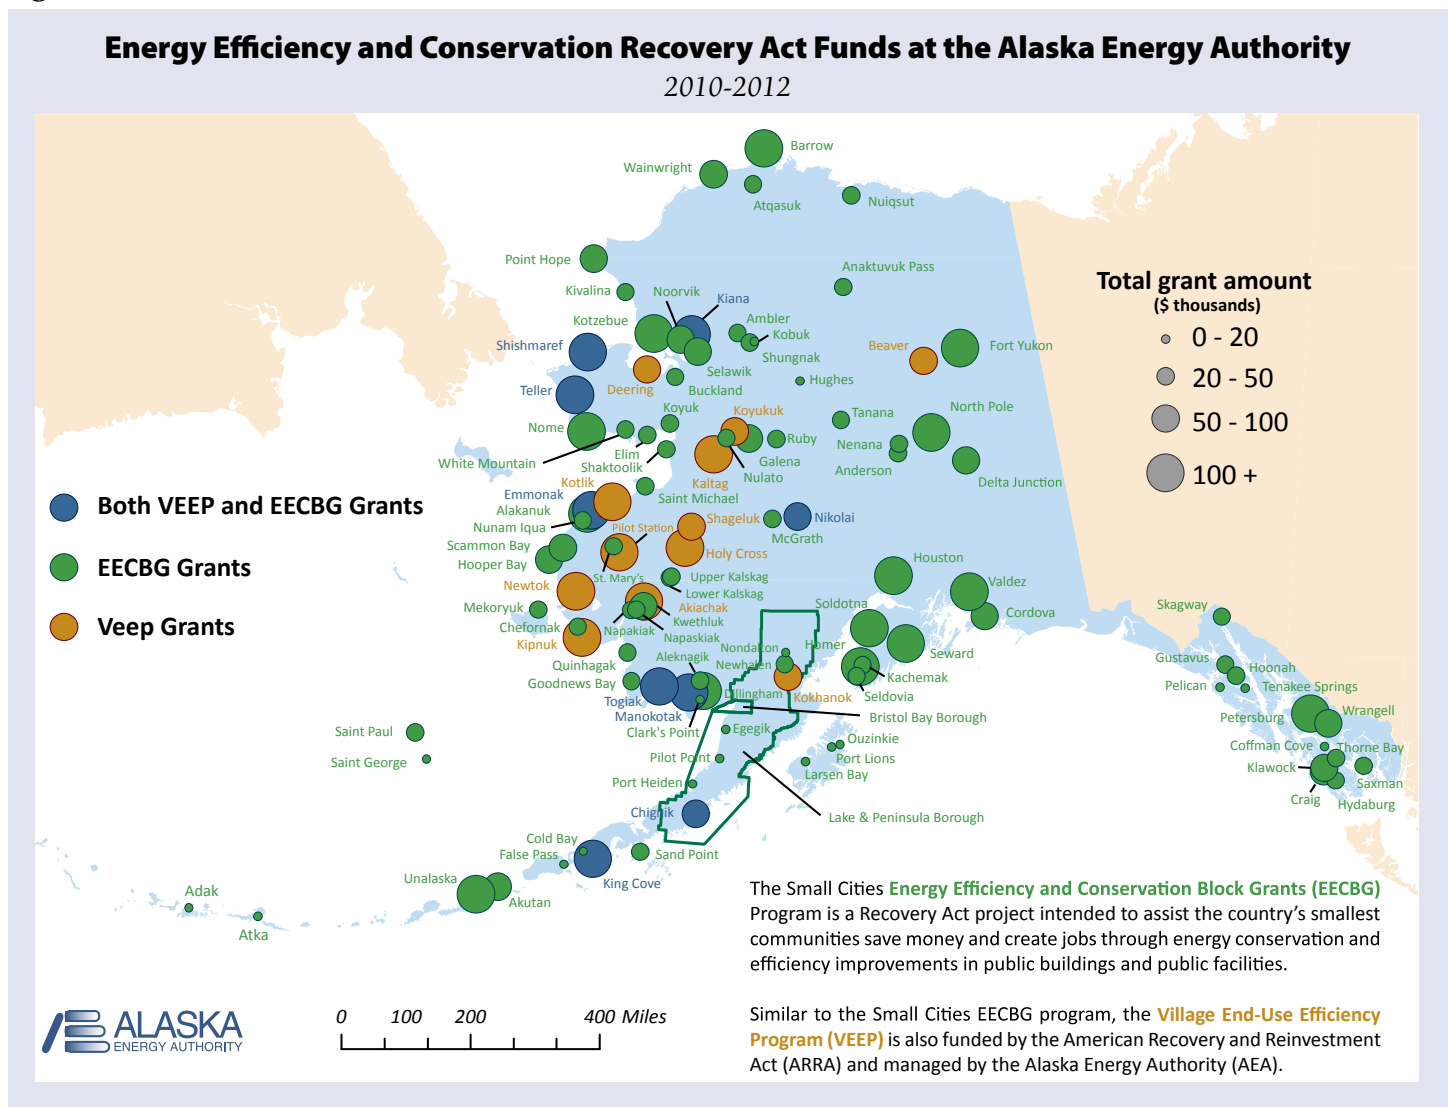 Energy Efficiency and Conservation Recovery Act Funds at the Alaska Energy Authority
2010-2012
Barrow
Wainwright
Atqasuk
Nuiqsut
Point Hope
Anaktuvuk Pass
Kivalina
Noorvik
Kiana
Kotzebue
Ambler
Kobuk
Shishmaref
Shungnak
Beaver
Fort Yukon
Selawik
Deering
Buckland
Hughes
Teller
Koyuk
Koyukuk
Tanana
North Pole
Nome
Ruby
Nenana
Elim
Galena
White Mountain
Shaktoolik
Nulato
Anderson
Delta Junction
Kotlik
Kaltag
Emmonak
Saint Michael
Alakanuk
Nunam Iqua
Pilot Station
Shageluk
Nikolai
McGrath
Scammon Bay
Holy Cross
Hooper Bay
Houston
St. Mary's
Upper Kalskag
Newtok
Lower Kalskag
Valdez
Mekoryuk
Akiachak
Soldotna
Cordova
Kwethluk
Chefornak
Napakiak
Napaskiak
Kipnuk
Nondalton
Homer
Seward
Aleknagik
Newhalen
Quinhagak
Kachemak
Goodnews Bay
Dillingham
Kokhanok
Seldovia
Togiak
Manokotak
Bristol Bay Borough
Clark's Point
Egegik
Ouzinkie
Pilot Point
Port Lions
Larsen Bay
Port Heiden
Chignik
Lake & Peninsula Borough
Saint Paul
Saint George
Cold Bay
False Pass
Sand Point
King Cove
Unalaska
Akutan
Adak
Atka
Skagway
Gustavus
Hoonah
Pelican
Tenakee Springs
Petersburg
Wrangell
Coffman Cove
Thorne Bay
Klawock
Saxman
Craig
Hydaburg
Total grant amount
($ thousands)
0 - 20
20 - 50
50 - 100
100 +
Both VEEP and EECBG Grants
EECBG Grants
Veep Grants
The Small Cities Energy Efficiency and Conservation Block Grants (EECBG)
Program is a Recovery Act project intended to assist the country's smallest
communities save money and create jobs through energy conservation and
efficiency improvements in public buildings and public facilities.
Similar to the Small Cities EECBG program, the Village End-Use Efficiency
Program (VEEP) is also funded by the American Recovery and Reinvestment
Act (ARRA) and managed by the Alaska Energy Authority (AEA).
ALASKA
ENERGY AUTHORITY
0 100 200 400 Miles